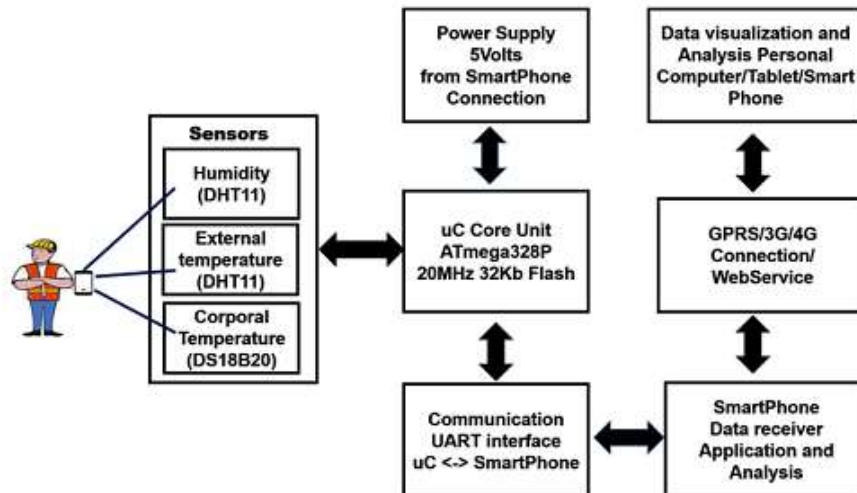 Power Supply
5Volts
from SmartPhone
Connection
Data visualization and
Analysis Personal
Computer/Tablet/Smart
Phone
Sensors
Humidity
(DHT11)
External
temperature
(DHT11)
Corporal
Temperature
(DS18B20)
uC Core Unit
ATmega328P
20MHz 32Kb Flash
GPRS/3G/4G
Connection/
WebService
Communication
UART interface
uC <-> SmartPhone
SmartPhone
Data receiver
Application and
Analysis